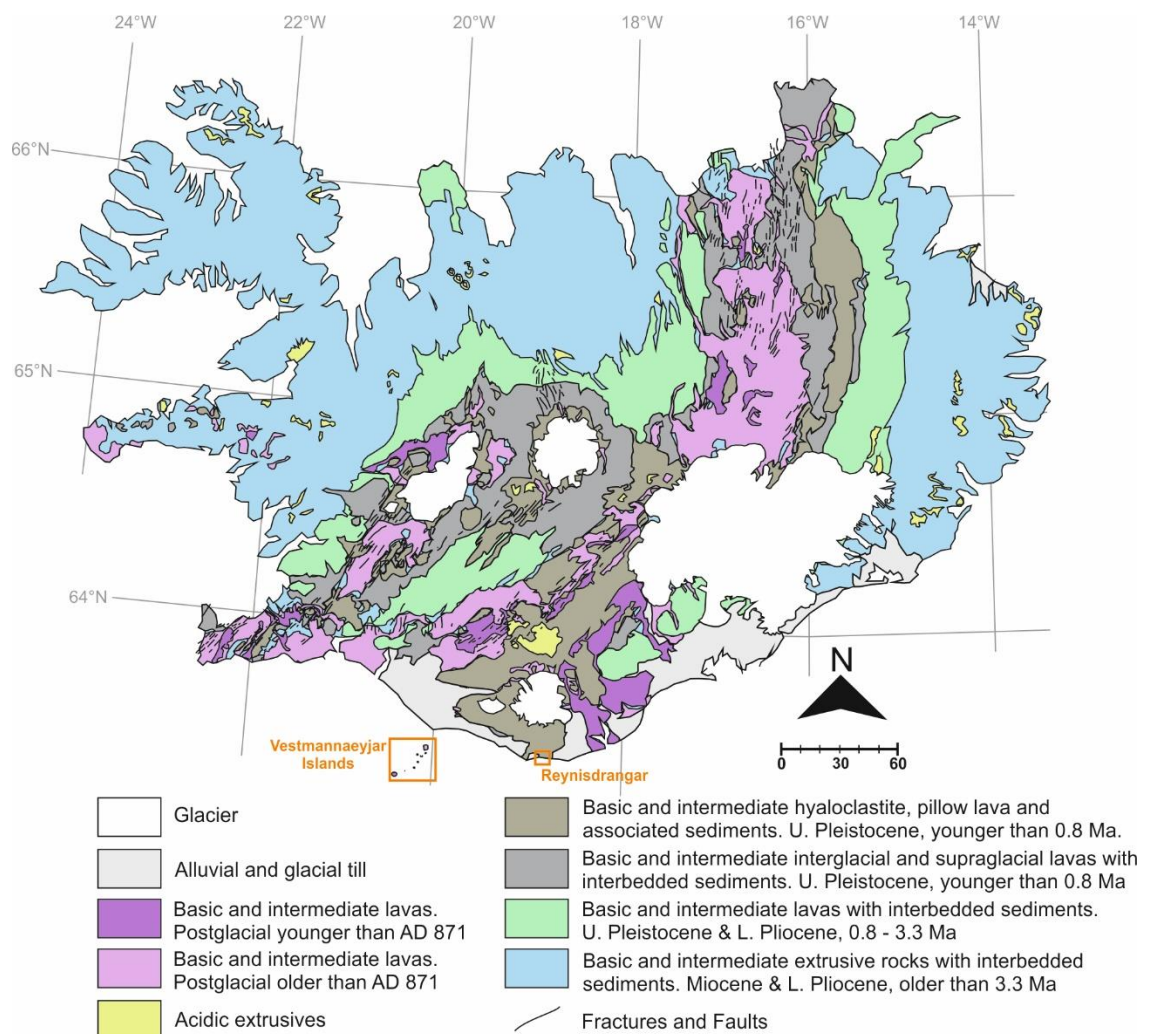 24°W
22°W
20°W
18°W
16°W
14°W
66°N
65°N
64°N
N
0 30 60
Vestmannaeyjar
Islands
Reynisdrangar
Glacier
Alluvial and glacial till
Basic and intermediate lavas.
Postglacial younger than AD 871
Basic and intermediate lavas.
Postglacial older than AD 871
Acidic extrusives
Basic and intermediate hyaloclastite, pillow lava and
associated sediments. U. Pleistocene, younger than 0.8 Ma.
Basic and intermediate interglacial and supraglacial lavas with
interbedded sediments. U. Pleistocene, younger than 0.8 Ma
Basic and intermediate lavas with interbedded sediments.
U. Pleistocene & L. Pliocene, 0.8 - 3.3 Ma
Basic and intermediate extrusive rocks with interbedded
sediments. Miocene & L. Pliocene, older than 3.3 Ma
Fractures and Faults